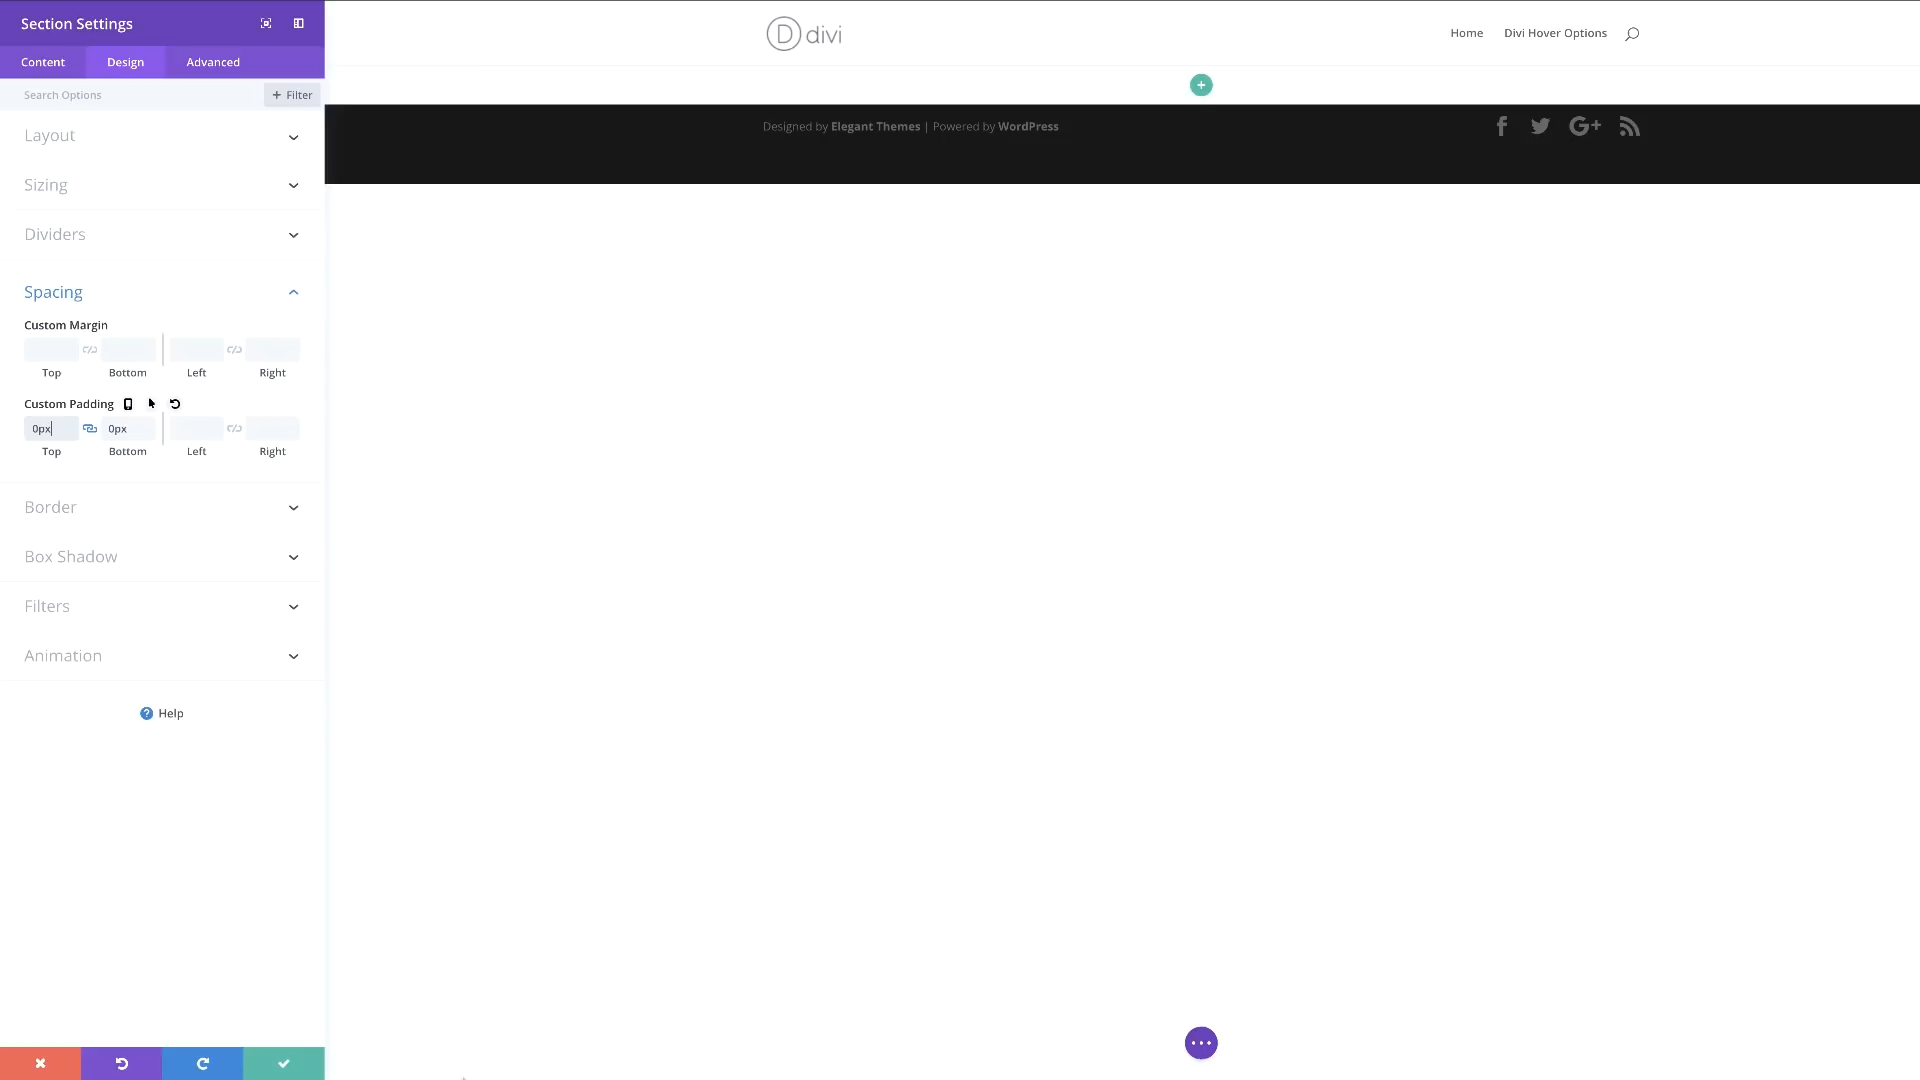 Section Settings
Content Design Advanced
Search Options + Filter
Layout
Sizing
Dividers
Spacing
Custom Margin
Top Bottom Left Right
Custom Padding
0px 0px
Top Bottom Left Right
Border
Box Shadow
Filters
Animation
? Help
D divi
Home Divi Hover Options
+
Designed by Elegant Themes | Powered by WordPress
f G+